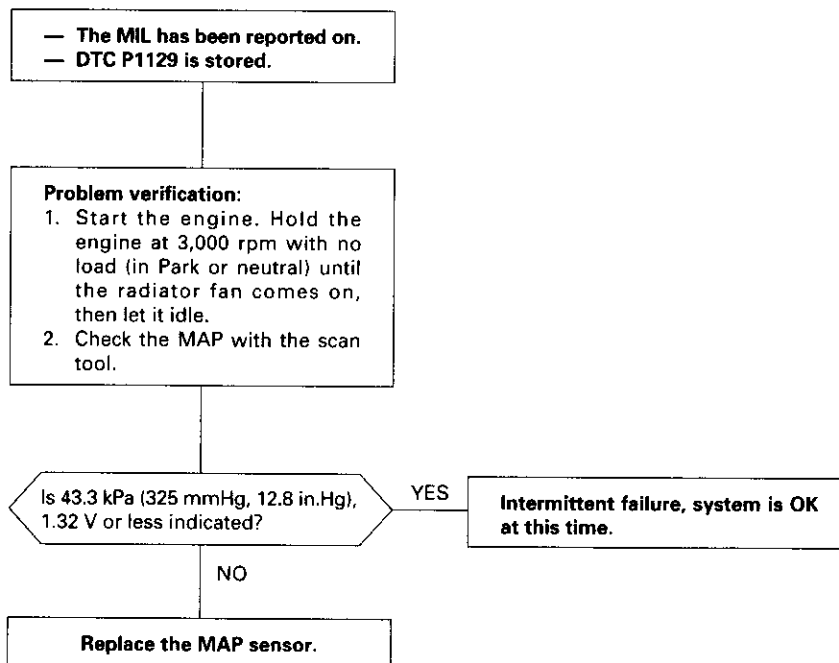 — The MIL has been reported on.
— DTC P1129 is stored.
Problem verification:
1. Start the engine. Hold the
engine at 3,000 rpm with no
load (in Park or neutral) until
the radiator fan comes on,
then let it idle.
2. Check the MAP with the scan
tool.
Is 43.3 kPa (325 mmHg, 12.8 in.Hg),
1.32 V or less indicated?
YES
Intermittent failure, system is OK
at this time.
NO
Replace the MAP sensor.